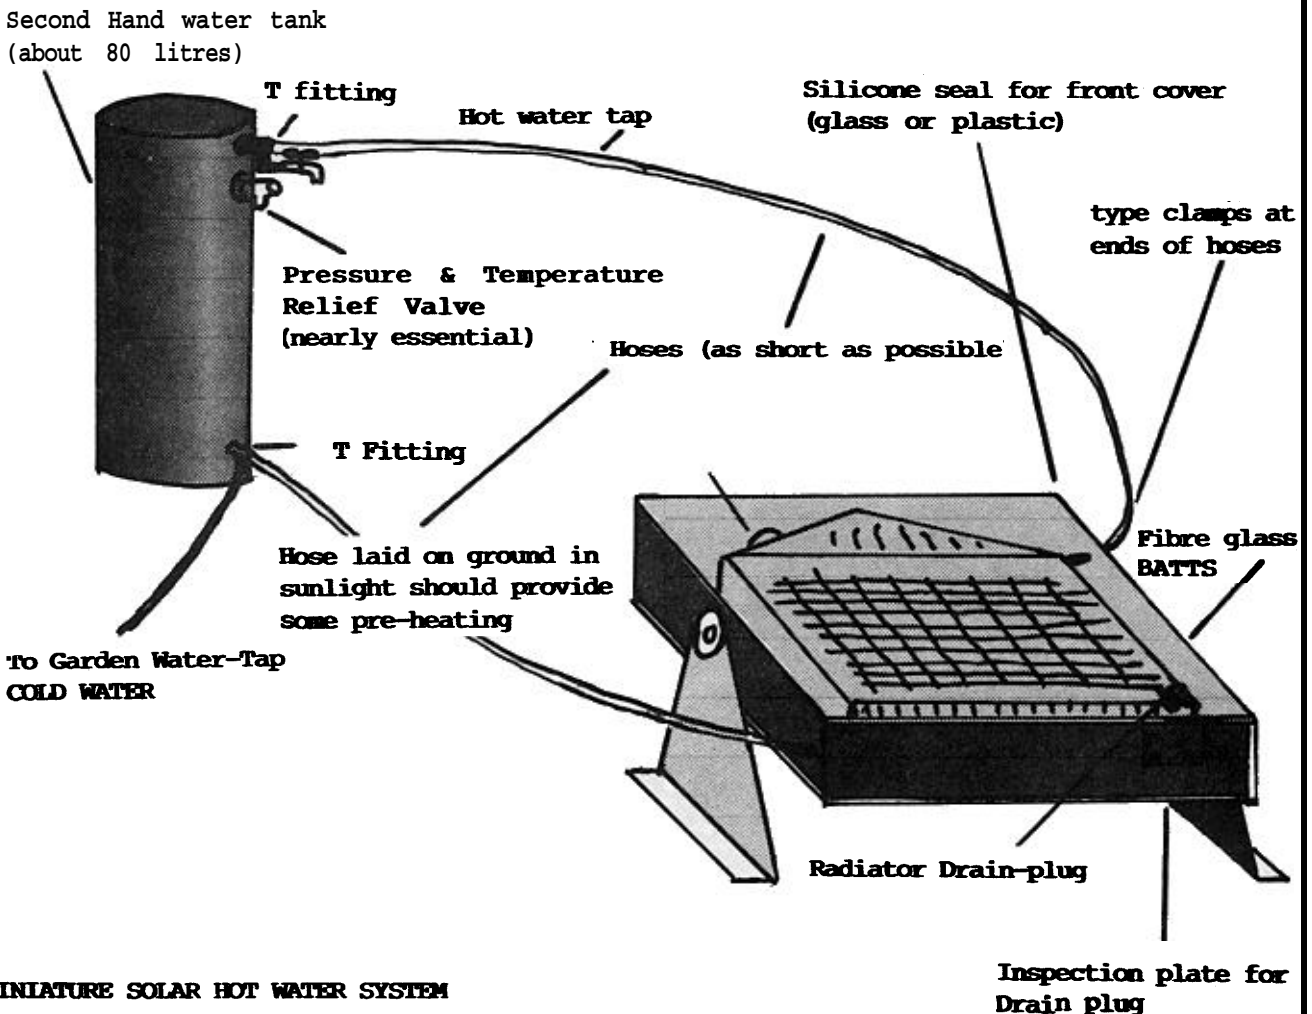 Second Hand water tank
(about 80 litres)
T fitting
Hot water tap
Silicone seal for front cover
(glass or plastic)
type clamps at
ends of hoses
Pressure & Temperature
Relief Valve
(nearly essential)
Hoses (as short as possible
T Fitting
Hose laid on ground in
sunlight should provide
some pre-heating
Fibre glass
BATTS
To Garden Water-Tap
COLD WATER
Radiator Drain-plug
Inspection plate for
Drain plug
INIATURE SOLAR HOT WATER SYSTEM